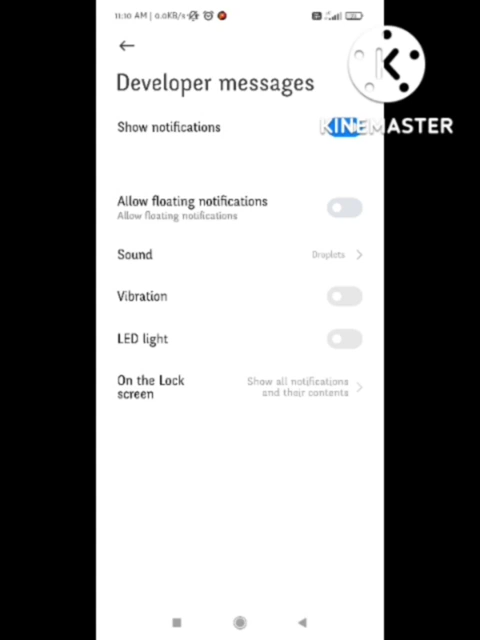 11:10 AM | 0.0KB/s
Developer messages
KINEMASTER
Show notifications
Allow floating notifications
Allow floating notifications
Sound
Droplets
Vibration
LED light
On the Lock
screen
Show all notifications
and their contents